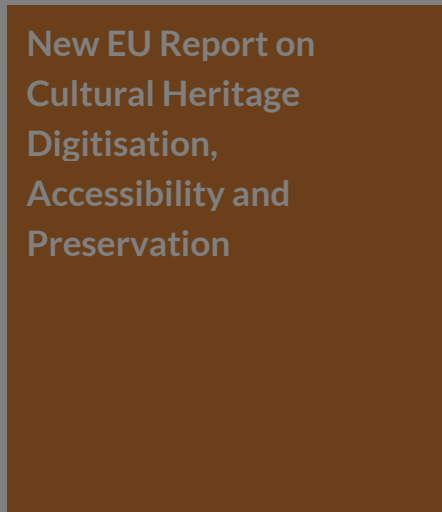 New EU Report on
Cultural Heritage
Digitisation,
Accessibility and
Preservation